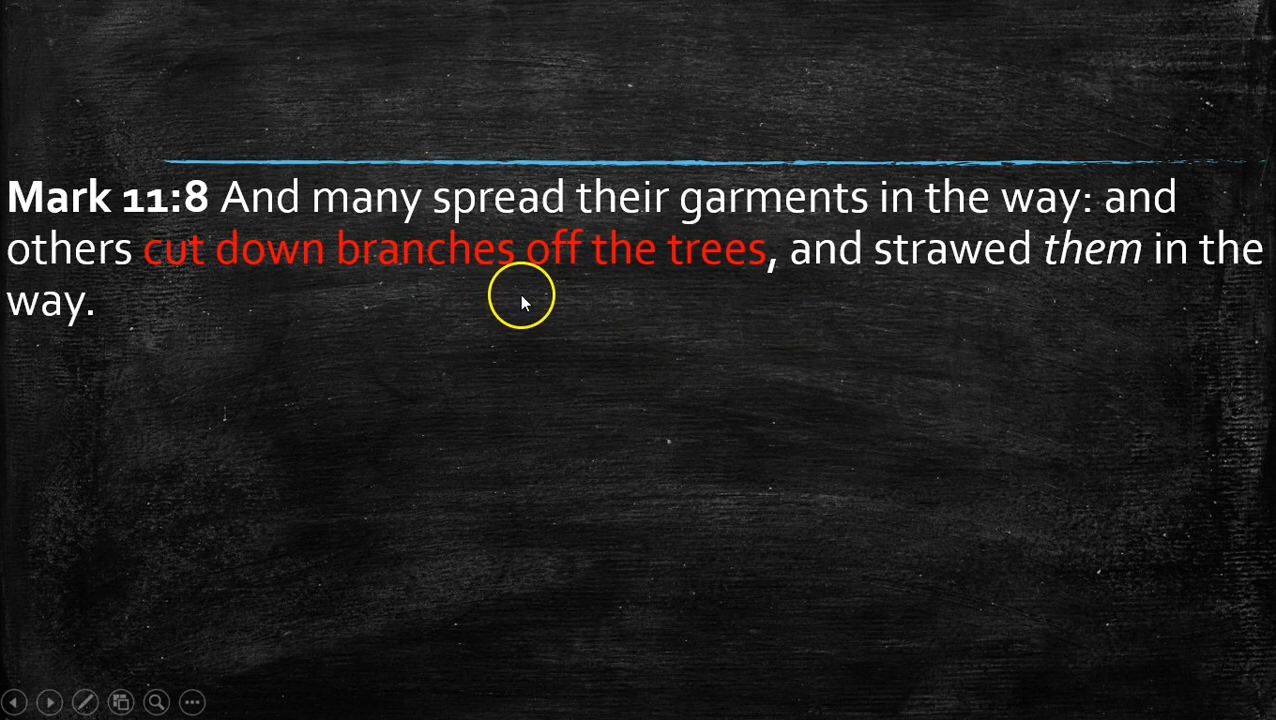 Mark 11:8 And many spread their garments in the way: and
others cut down branches off the trees, and strawed them in the
way.